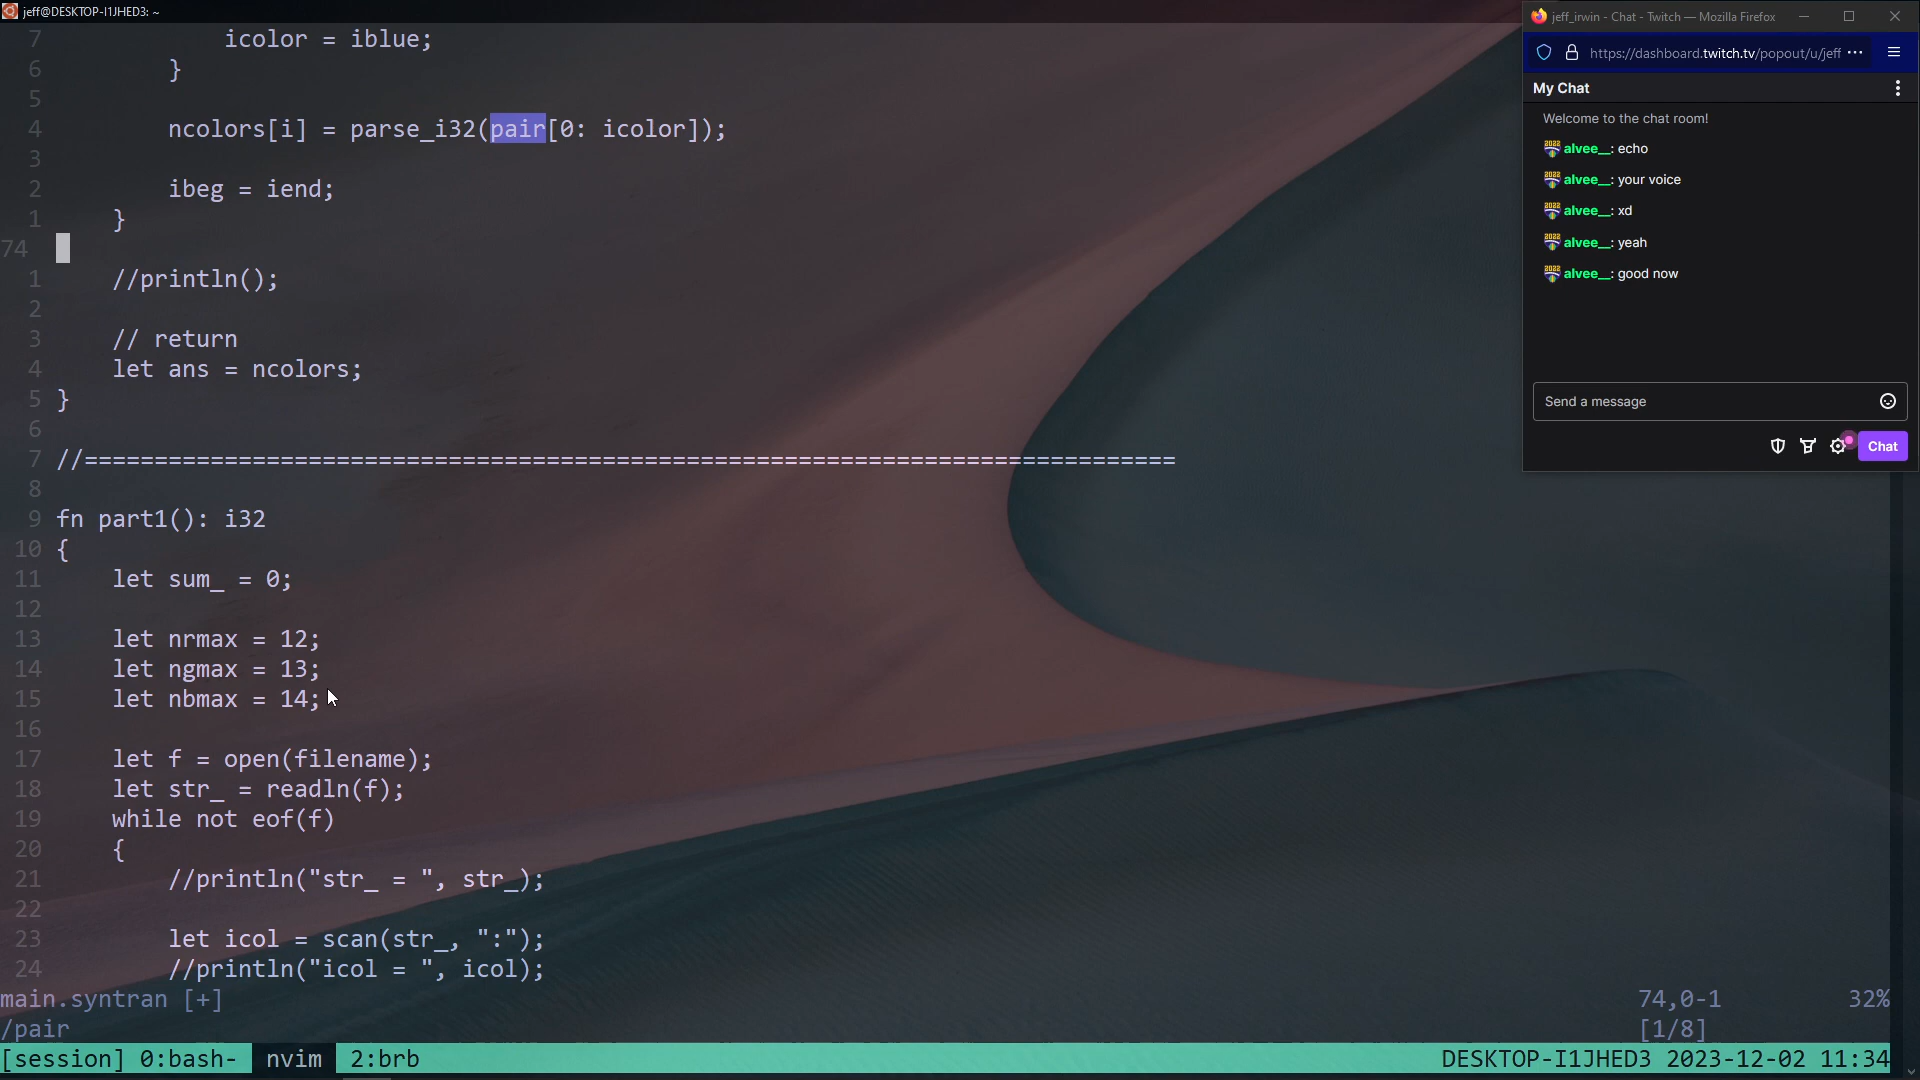 jeff@DESKTOP-I1JHED3: ~
7 icolor = iblue;
6 }
5
4 ncolors[i] = parse_i32(pair[0: icolor]);
3
2 ibeg = iend;
1 }
74
1 //println();
2
3 // return
4 let ans = ncolors;
5 }
6
7 //==============================================================================
8
9 fn part1(): i32
10 {
11 let sum_ = 0;
12
13 let nrmax = 12;
14 let ngmax = 13;
15 let nbmax = 14;
16
17 let f = open(filename);
18 let str_ = readln(f);
19 while not eof(f)
20 {
21 //println("str_ = ", str_);
22
23 let icol = scan(str_, ":");
24 //println("icol = ", icol);
main.syntran [+] 74,0-1 32%
/pair [1/8]
[session] 0:bash- nvim 2:brb DESKTOP-I1JHED3 2023-12-02 11:34
jeff_irwin - Chat - Twitch — Mozilla Firefox
https://dashboard.twitch.tv/popout/u/jeff
My Chat
Welcome to the chat room!
alvee__: echo
alvee__: your voice
alvee__: xd
alvee__: yeah
alvee__: good now
Send a message
Chat